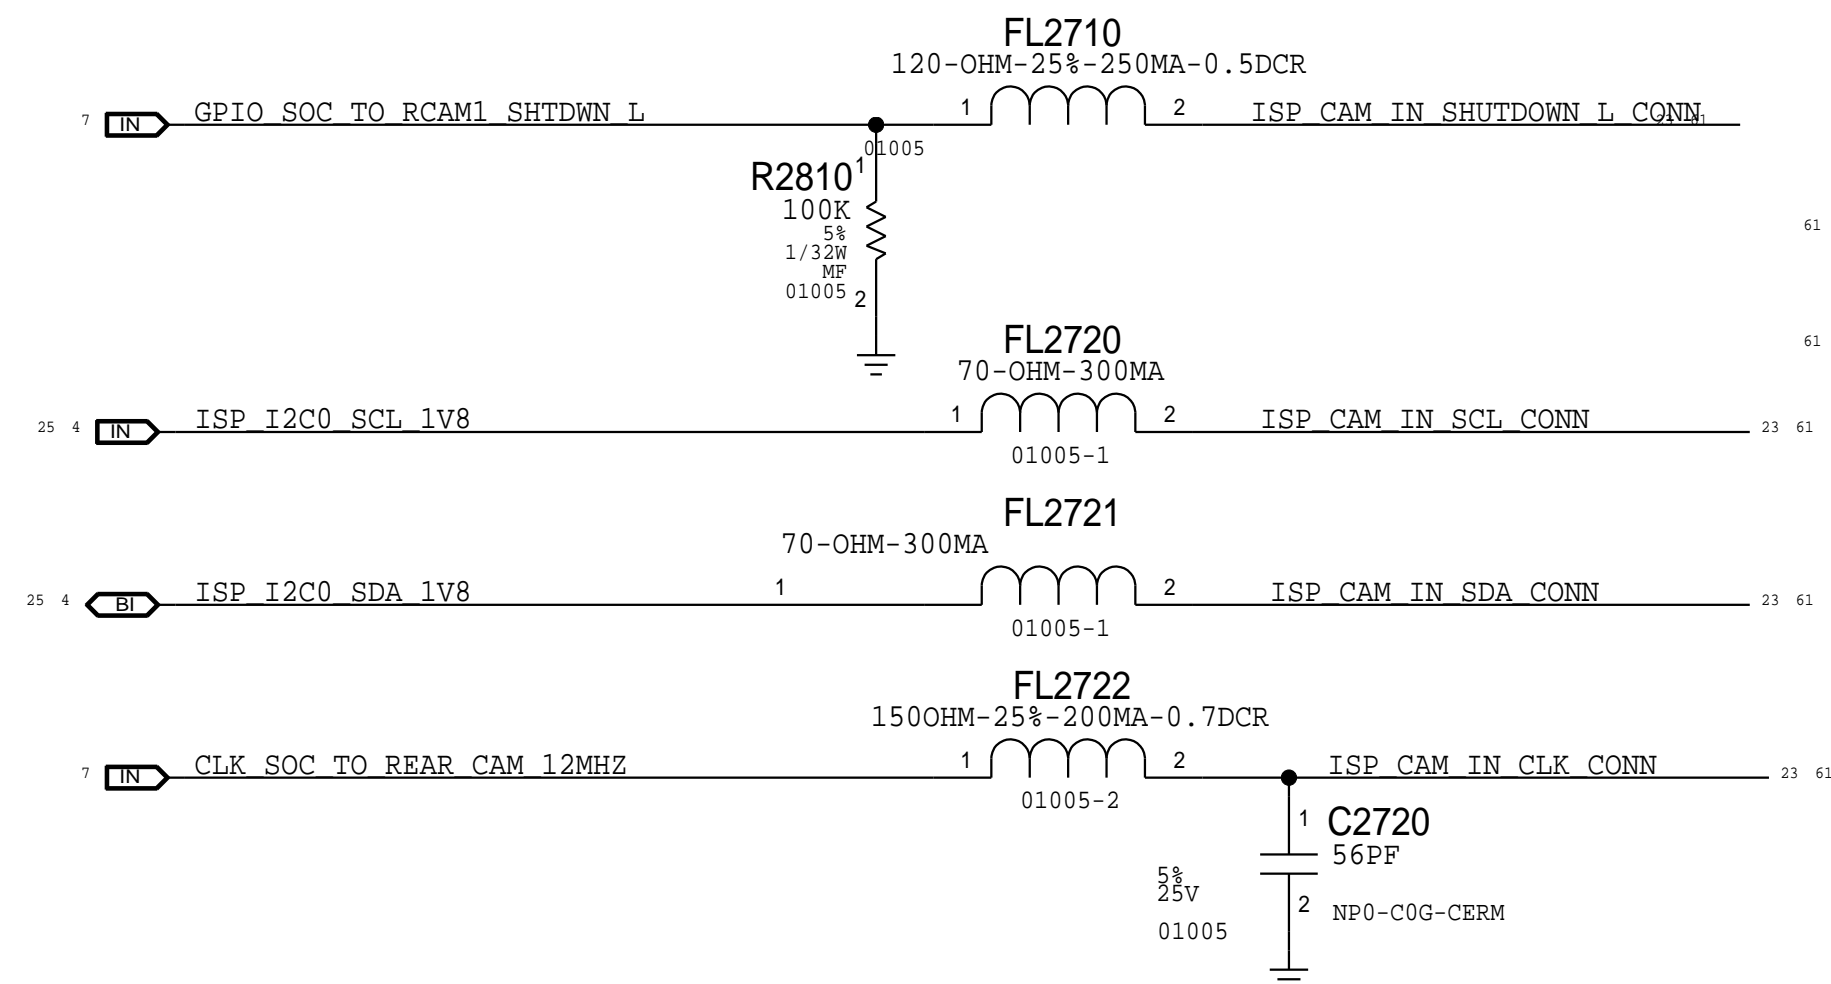 FL2710
120-OHM-25%-250MA-0.5DCR
7 IN GPIO_SOC_TO_RCAM1_SHTDWN_L 1 2 ISP_CAM_IN_SHUTDOWN_L_CONN 23 61
01005
R2810 1
100K
5%
1/32W
MF
01005 2
61
61
FL2720
70-OHM-300MA
25 4 IN ISP_I2C0_SCL_1V8 1 2 ISP_CAM_IN_SCL_CONN 23 61
01005-1
FL2721
70-OHM-300MA
25 4 BI ISP_I2C0_SDA_1V8 1 2 ISP_CAM_IN_SDA_CONN 23 61
01005-1
FL2722
150OHM-25%-200MA-0.7DCR
7 IN CLK_SOC_TO_REAR_CAM_12MHZ 1 2 ISP_CAM_IN_CLK_CONN 23 61
01005-2
1 C2720
56PF
5%
25V
2 NP0-C0G-CERM
01005